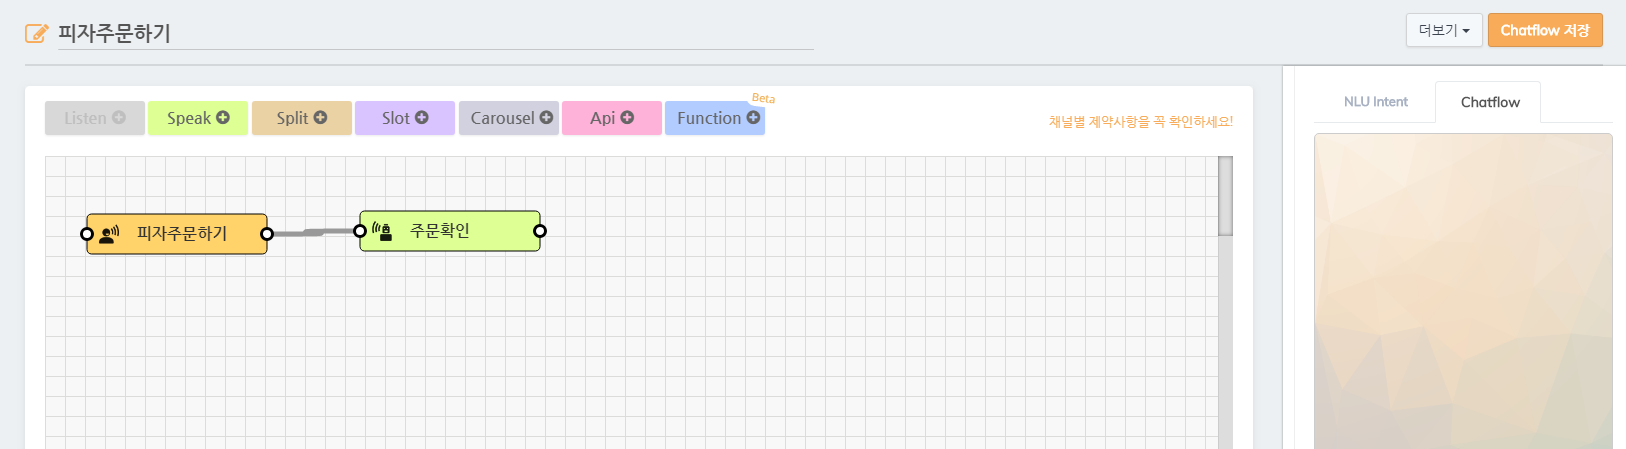 피자주문하기
더보기
Chatflow 저장
NLU Intent
Chatflow
Listen
Speak
Split
Slot
Carousel
Api
Function
Beta
채널별 제약사항을 꼭 확인하세요!
피자주문하기
주문확인